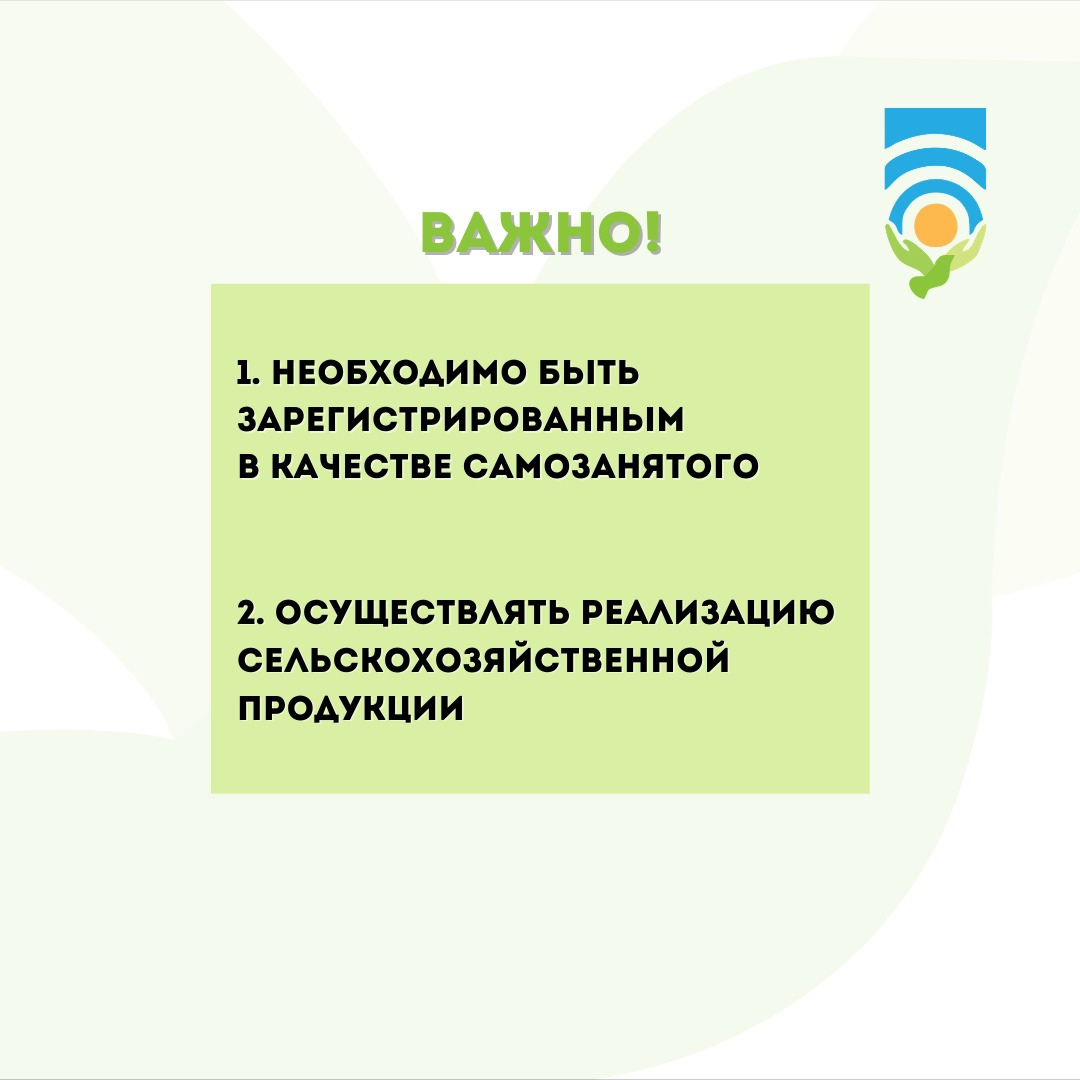 ВАЖНО!
1. НЕОБХОДИМО БЫТЬ
ЗАРЕГИСТРИРОВАННЫМ
В КАЧЕСТВЕ САМОЗАНЯТОГО
2. ОСУЩЕСТВЛЯТЬ РЕАЛИЗАЦИЮ
СЕЛЬСКОХОЗЯЙСТВЕННОЙ
ПРОДУКЦИИ